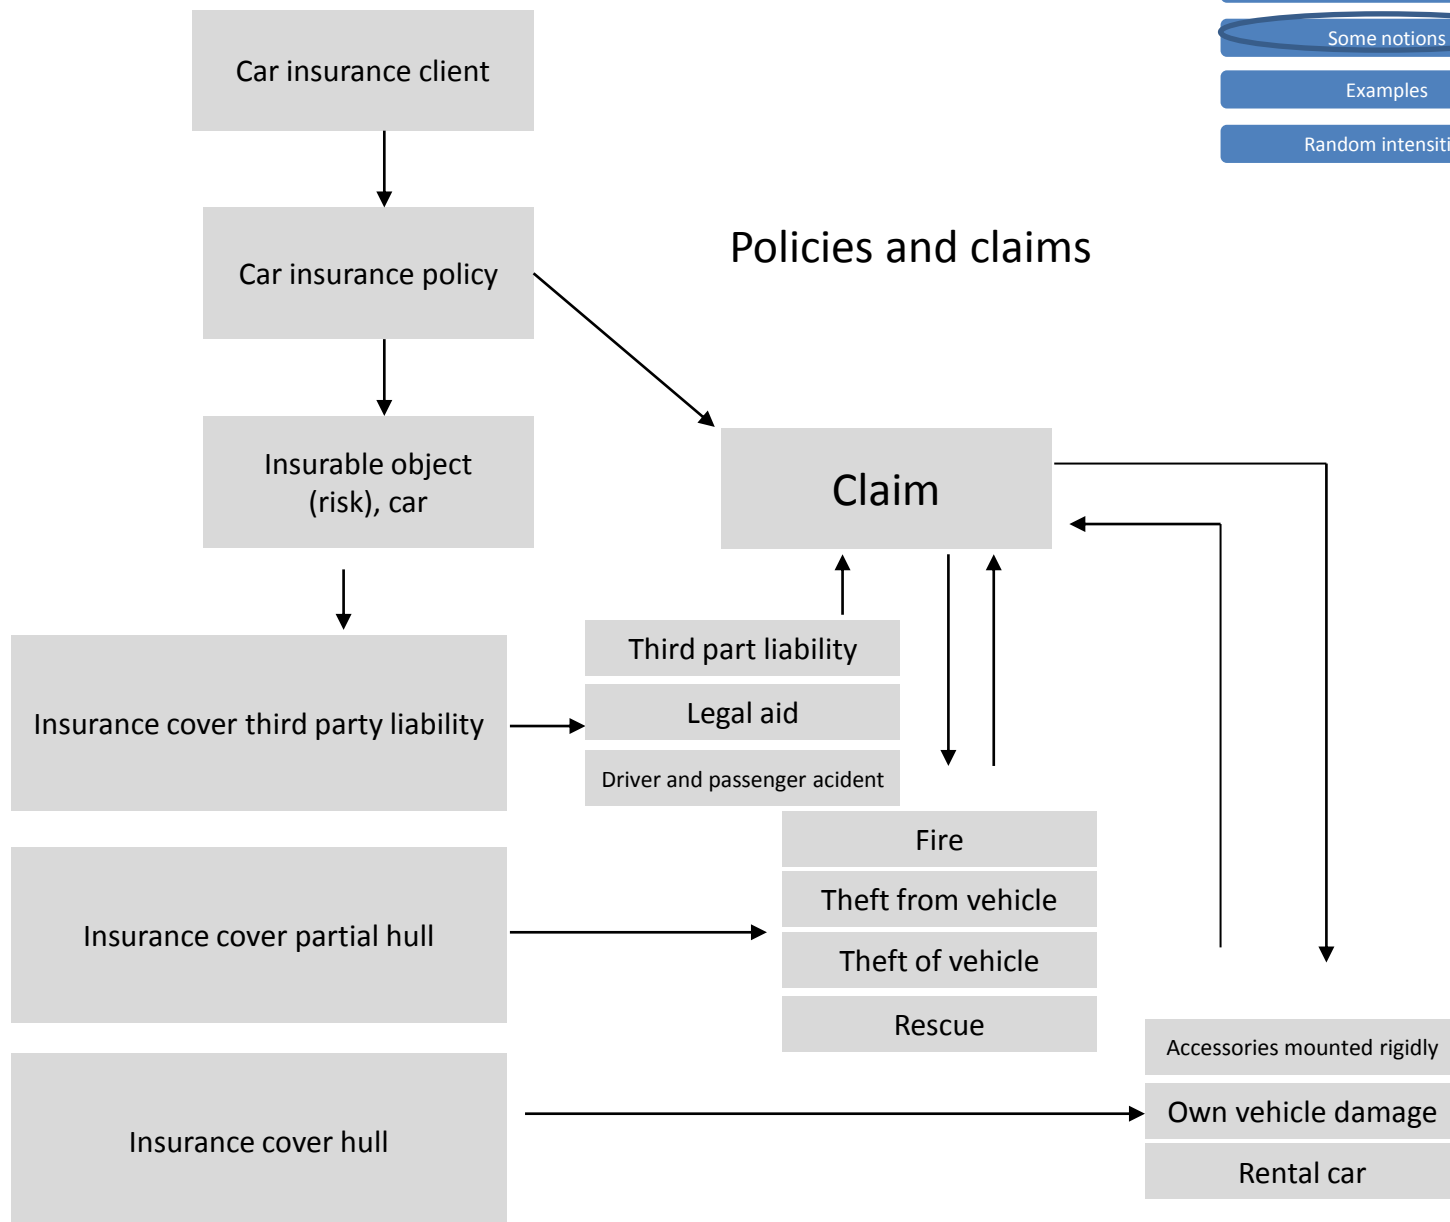 Some notions
Examples
Random intensiti
Car insurance client
Policies and claims
Car insurance policy
Insurable object
(risk), car
Claim
Third part liability
Insurance cover third party liability
Legal aid
Driver and passenger acident
Fire
Theft from vehicle
Insurance cover partial hull
Theft of vehicle
Rescue
Accessories mounted rigidly
Own vehicle damage
Insurance cover hull
Rental car